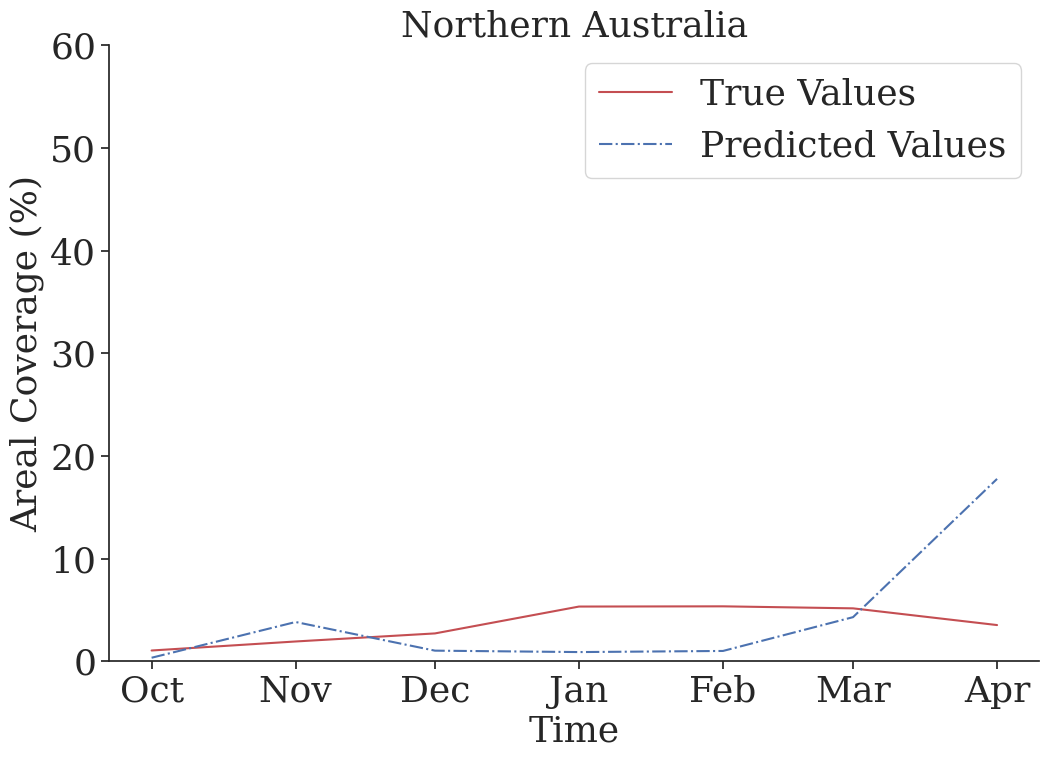 Northern Australia
True Values
Predicted Values
Areal Coverage (%)
60
50
40
30
20
10
0
Oct Nov Dec Jan Feb Mar Apr
Time